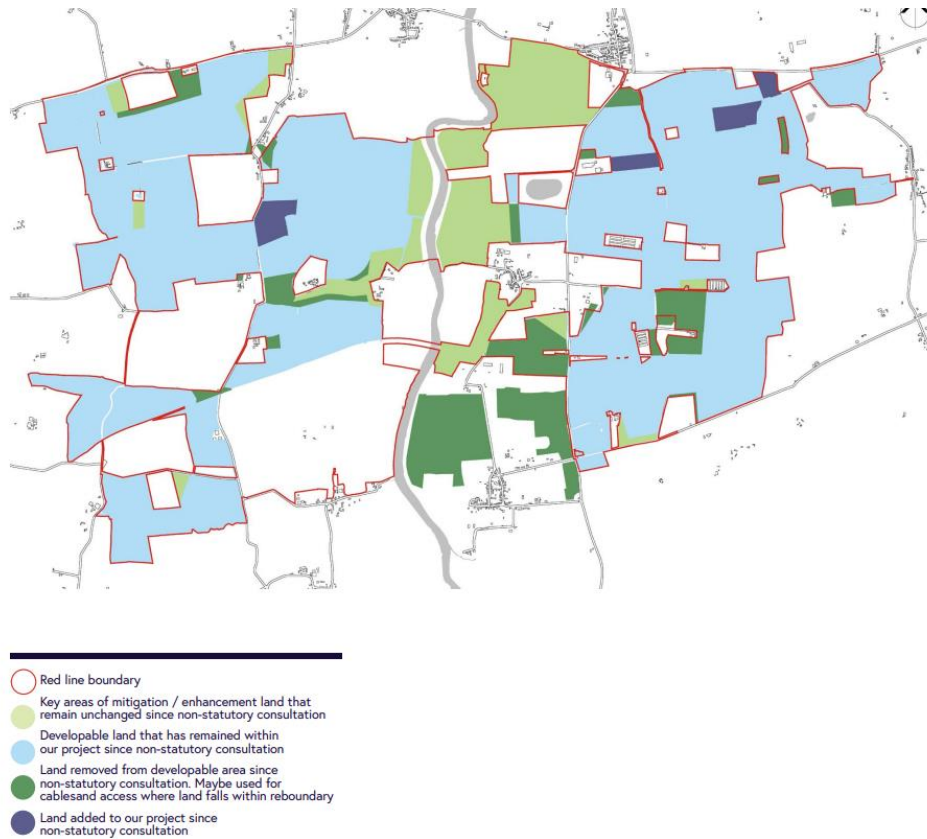 Red line boundary
Key areas of mitigation / enhancement land that
remain unchanged since non-statutory consultation
Developable land that has remained within
our project since non-statutory consultation
Land removed from developable area since
non-statutory consultation. Maybe used for
cablesand access where land falls within reboundary
Land added to our project since
non-statutory consultation